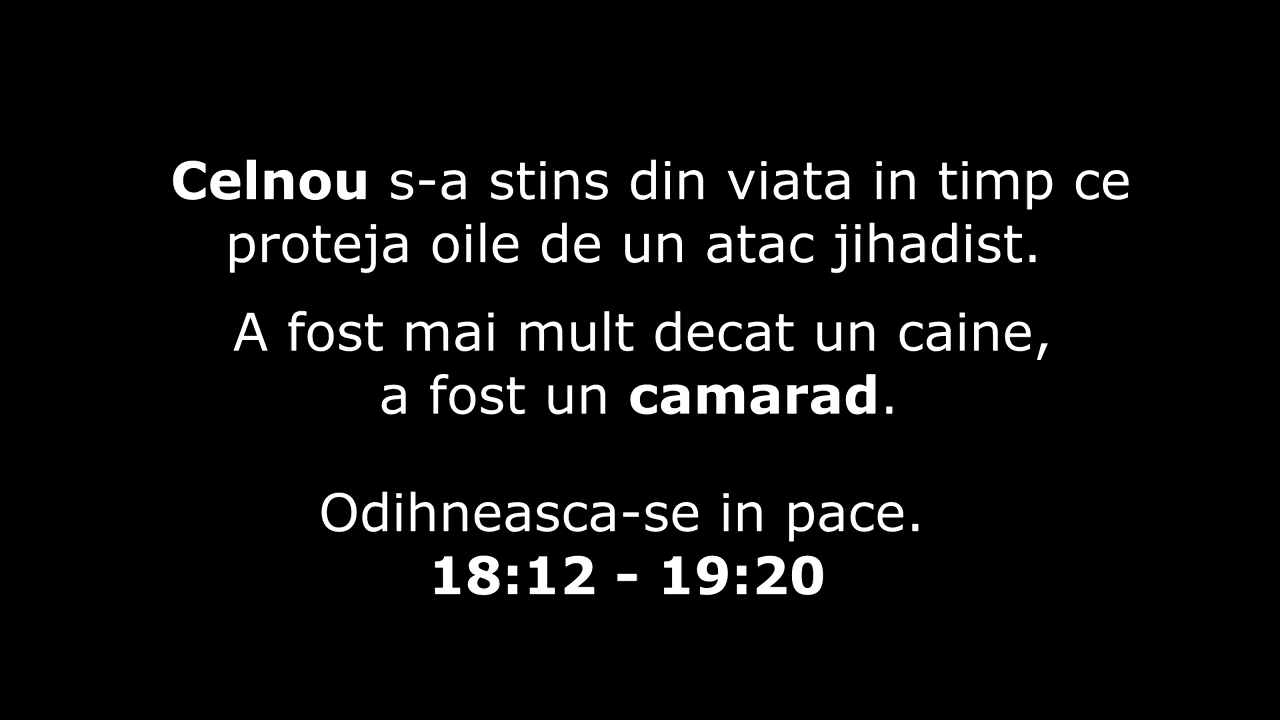 Celnou s-a stins din viata in timp ce
proteja oile de un atac jihadist.
A fost mai mult decat un caine,
a fost un camarad.
Odihneasca-se in pace.
18:12 - 19:20